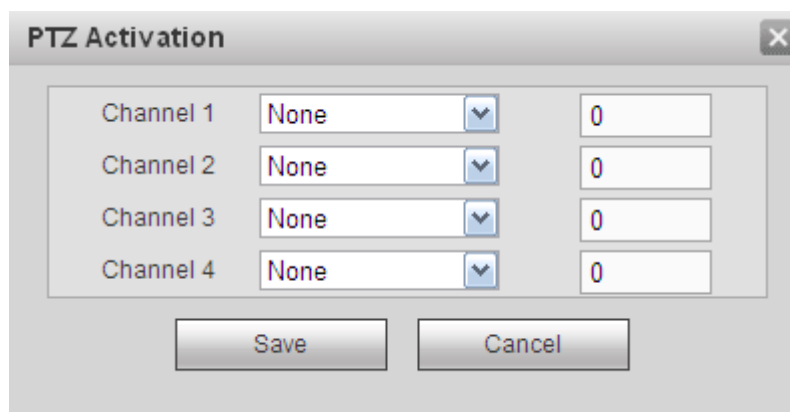 PTZ Activation
Channel 1 None 0
Channel 2 None 0
Channel 3 None 0
Channel 4 None 0
Save Cancel